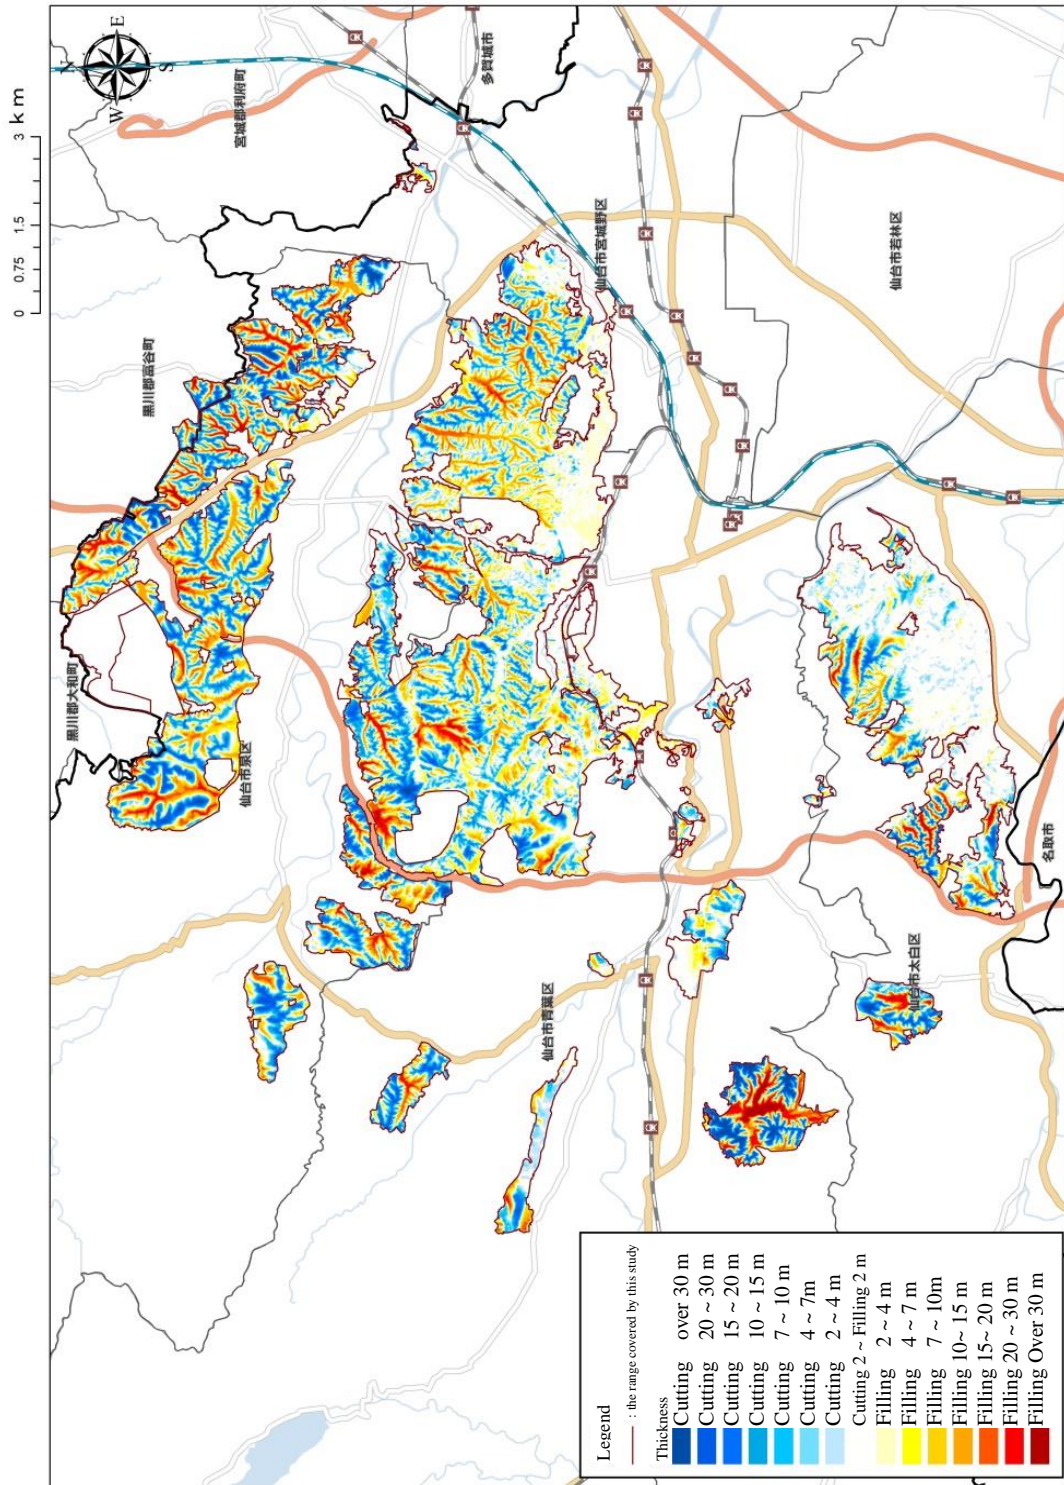 N
E
W
S
0 0.75 1.5 3 km
宮城郡利府町
多賀城市
黒川郡富谷町
仙台市宮城野区
仙台市若林区
黒川郡大和町
仙台市泉区
名取市
仙台市太白区
仙台市青葉区
Legend
: the range covered by this study
Thickness
Cutting over 30 m
Cutting 20 ~ 30 m
Cutting 15 ~ 20 m
Cutting 10 ~ 15 m
Cutting 7 ~ 10 m
Cutting 4 ~ 7m
Cutting 2 ~ 4 m
Cutting 2 ~ Filling 2 m
Filling 2 ~ 4 m
Filling 4 ~ 7 m
Filling 7 ~ 10m
Filling 10~ 15 m
Filling 15~ 20 m
Filling 20 ~ 30 m
Filling Over 30 m